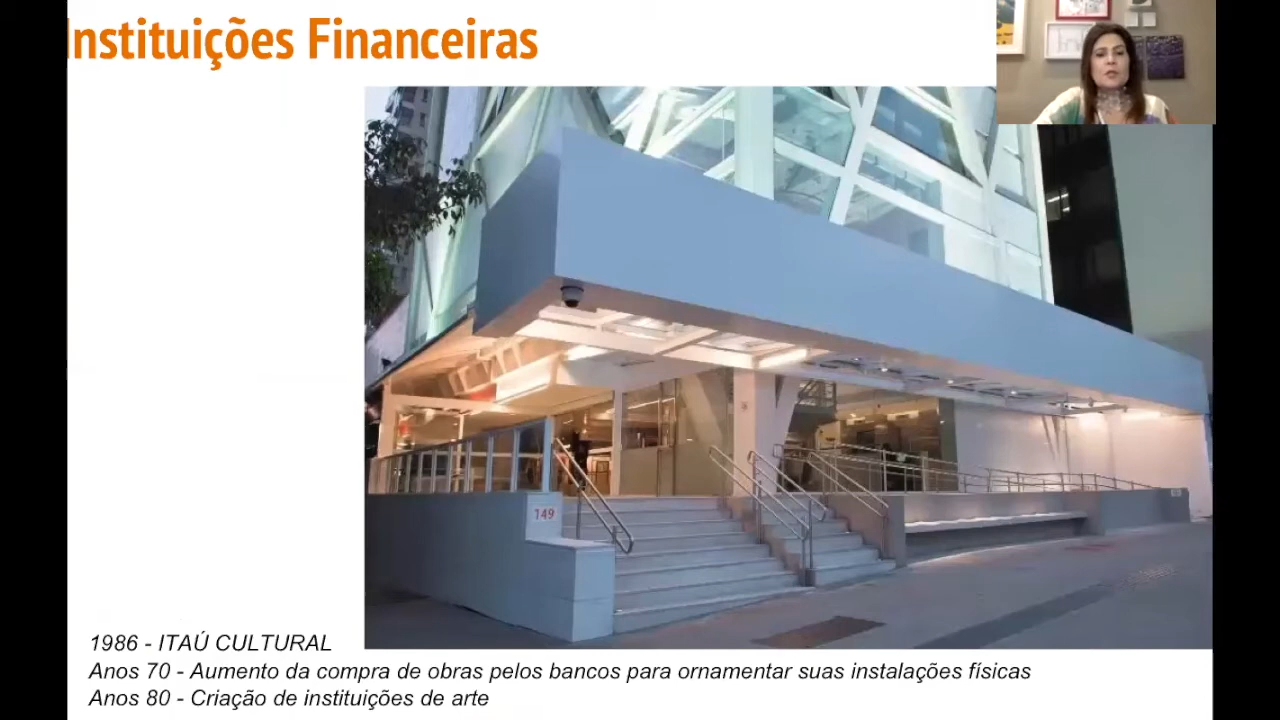 Instituições Financeiras
149
1986 - ITAÚ CULTURAL
Anos 70 - Aumento da compra de obras pelos bancos para ornamentar suas instalações físicas
Anos 80 - Criação de instituições de arte